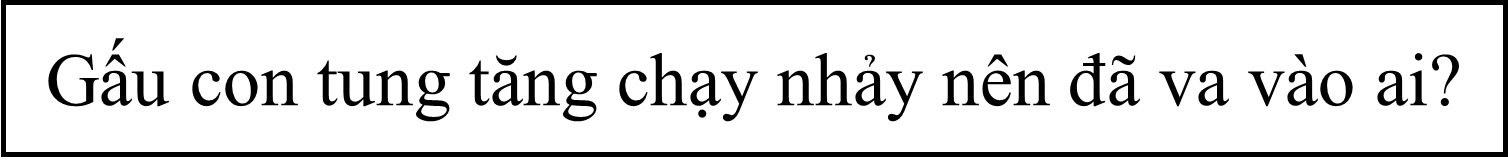 Gấu con tung tăng chạy nhảy nên đã va vào ai?